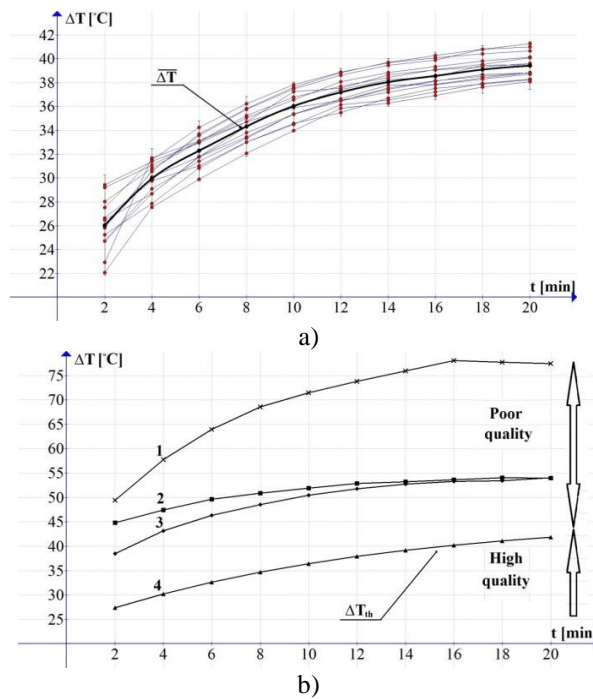 ΔT [°C]
42
40
38
36
34
32
30
28
26
24
22
ΔT
t [min]
2 4 6 8 10 12 14 16 18 20
a)
ΔT [°C]
75
70
65
60
55
50
45
40
35
30
25
1
2
3
4
Poor
quality
High
quality
ΔTth
t [min
2 4 6 8 10 12 14 16 18 20
b)